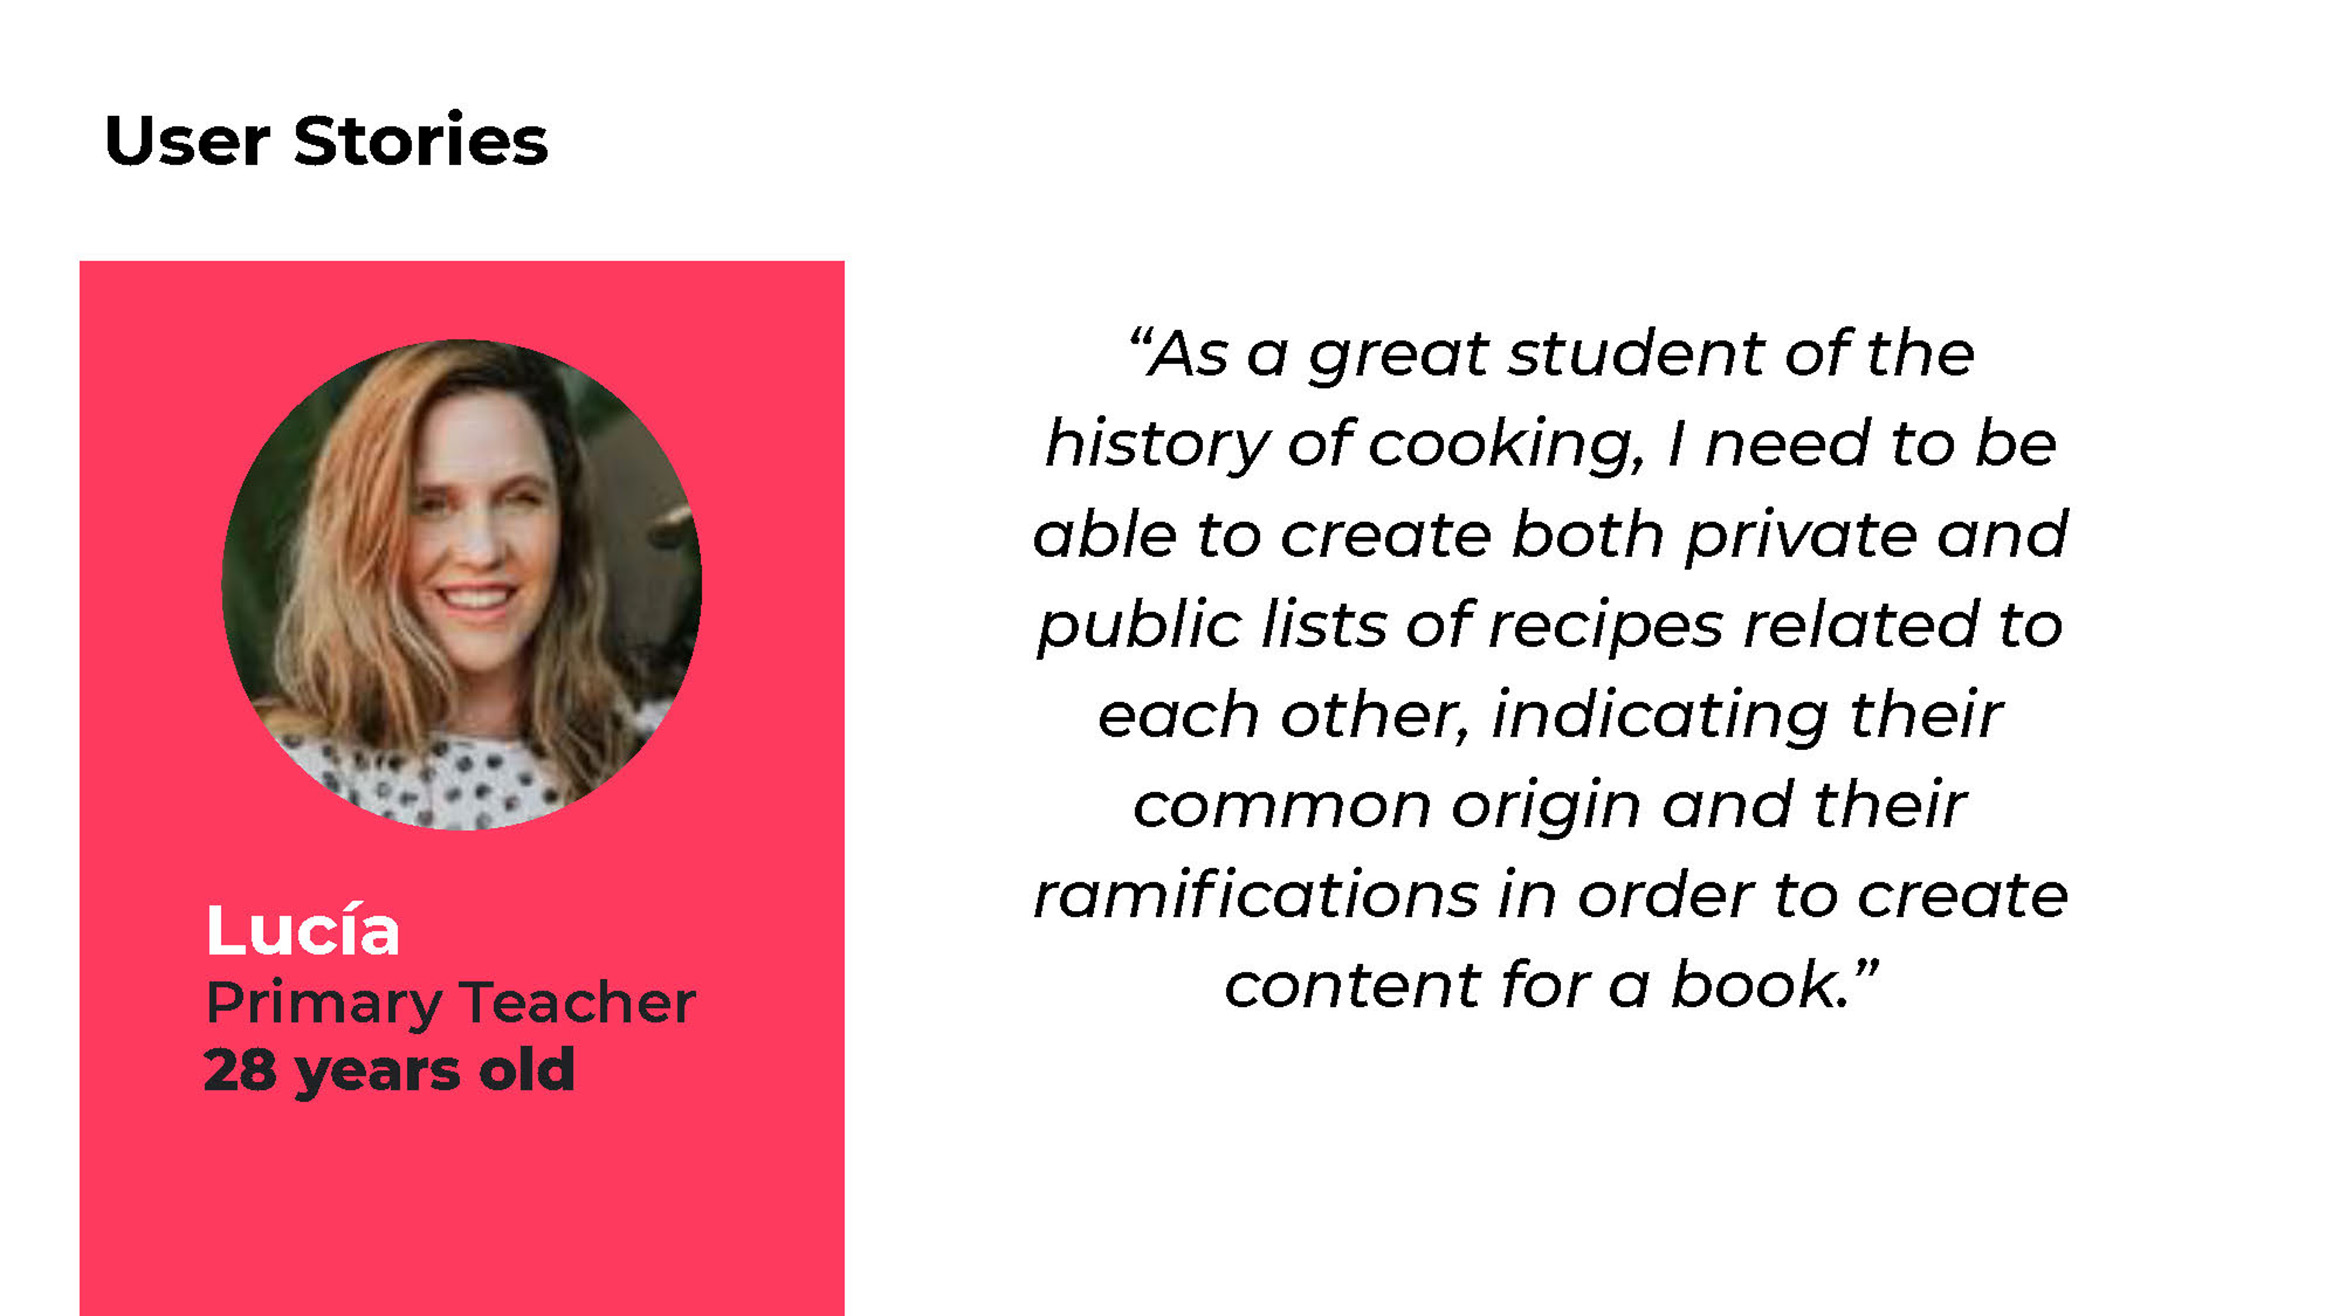 User Stories
Lucía
Primary Teacher
28 years old
“As a great student of the
history of cooking, I need to be
able to create both private and
public lists of recipes related to
each other, indicating their
common origin and their
ramifications in order to create
content for a book.”